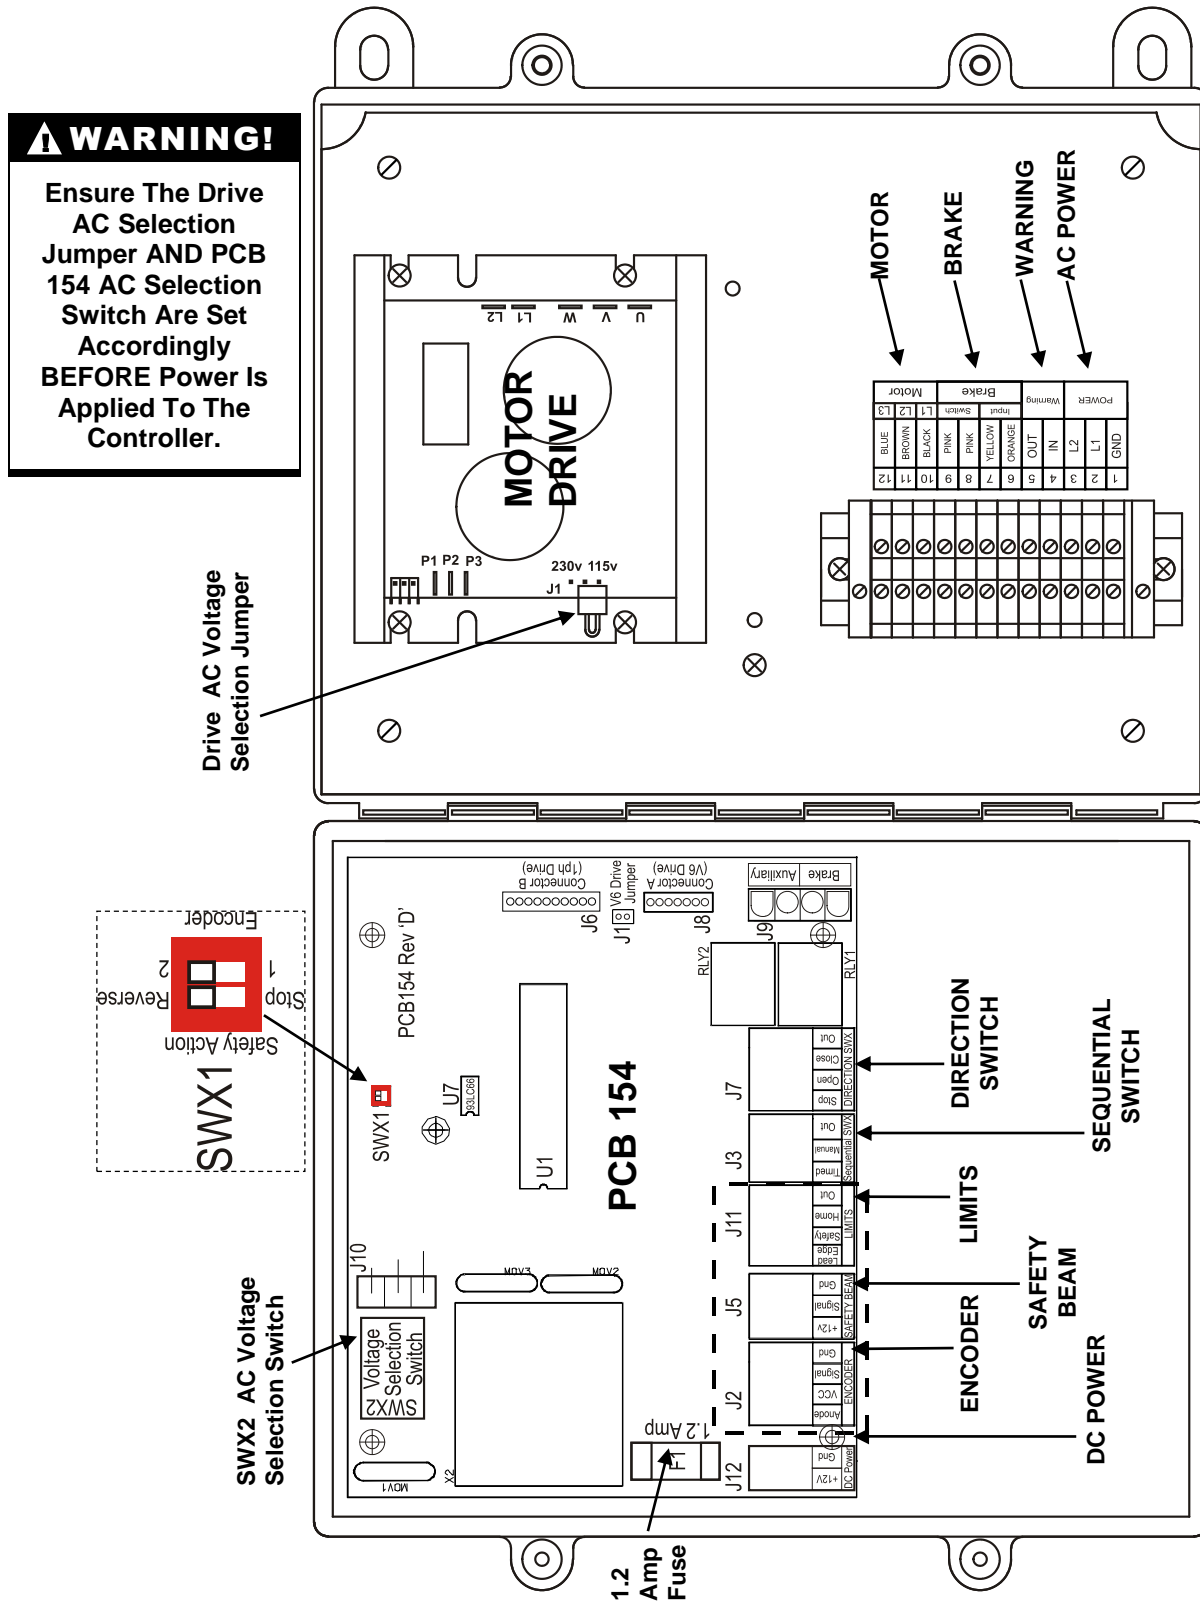 WARNING!
Ensure The Drive
AC Selection
Jumper AND PCB
154 AC Selection
Switch Are Set
Accordingly
BEFORE Power Is
Applied To The
Controller.
Drive AC Voltage
Selection Jumper
MOTOR
DRIVE
L2
L1
W
V
U
P1 P2 P3
230v 115v
J1
MOTOR
BRAKE
WARNING
AC POWER
Motor
Brake
Warning
POWER
L3
L2
L1
Switch
Input
BLUE
BROWN
BLACK
PINK
PINK
YELLOW
ORANGE
OUT
IN
L2
L1
GND
12
11
10
9
8
7
6
5
4
3
2
1
Encoder
2
1
Reverse
Stop
Safety Action
SWX1
SWX2 AC Voltage
Selection Switch
PCB154 Rev 'D'
Connector B
(1ph Drive)
J6
V6 Drive
Jumper
J1
Connector A
(V6 Drive)
J8
Auxiliary
Brake
J9
RLY2
RLY1
SWX1
U7
93LC66
U1
PCB 154
J10
Voltage
Selection
Switch
SWX2
MOV3
MOV2
MOV1
X2
1.2 Amp
F1
1.2
Amp
Fuse
J7
Out
Close
Open
Stop
DIRECTION SWX
J3
Out
Manual
Timed
Sequential SWX
J11
Out
Home
Safety
Lead
Edge
LIMITS
J5
Gnd
Signal
+12v
SAFETY BEAM
J2
Gnd
Signal
VCC
Anode
ENCODER
J12
Gnd
+12V
DC Power
DIRECTION
SWITCH
SEQUENTIAL
SWITCH
LIMITS
SAFETY
BEAM
ENCODER
DC POWER